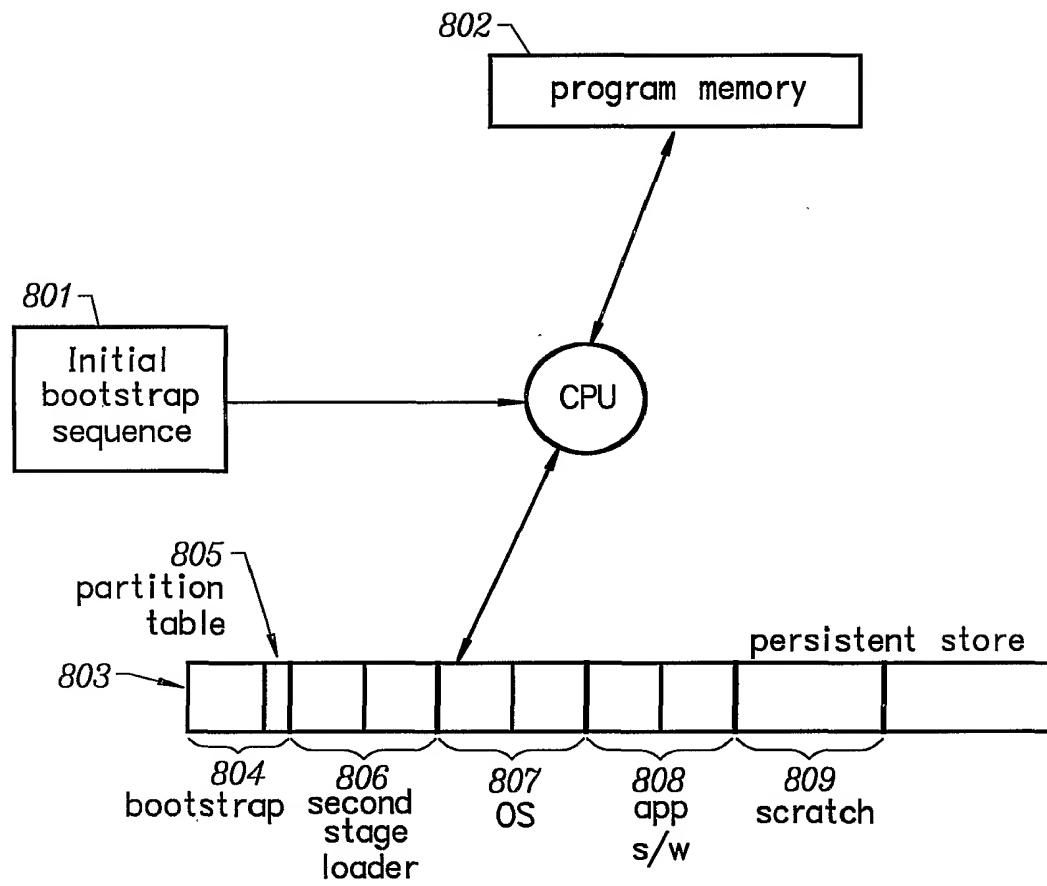 802
program memory
801
Initial
bootstrap
sequence
CPU
805
partition
table
persistent store
803
804
bootstrap
806
second
stage
loader
807
OS
808
app
s/w
809
scratch